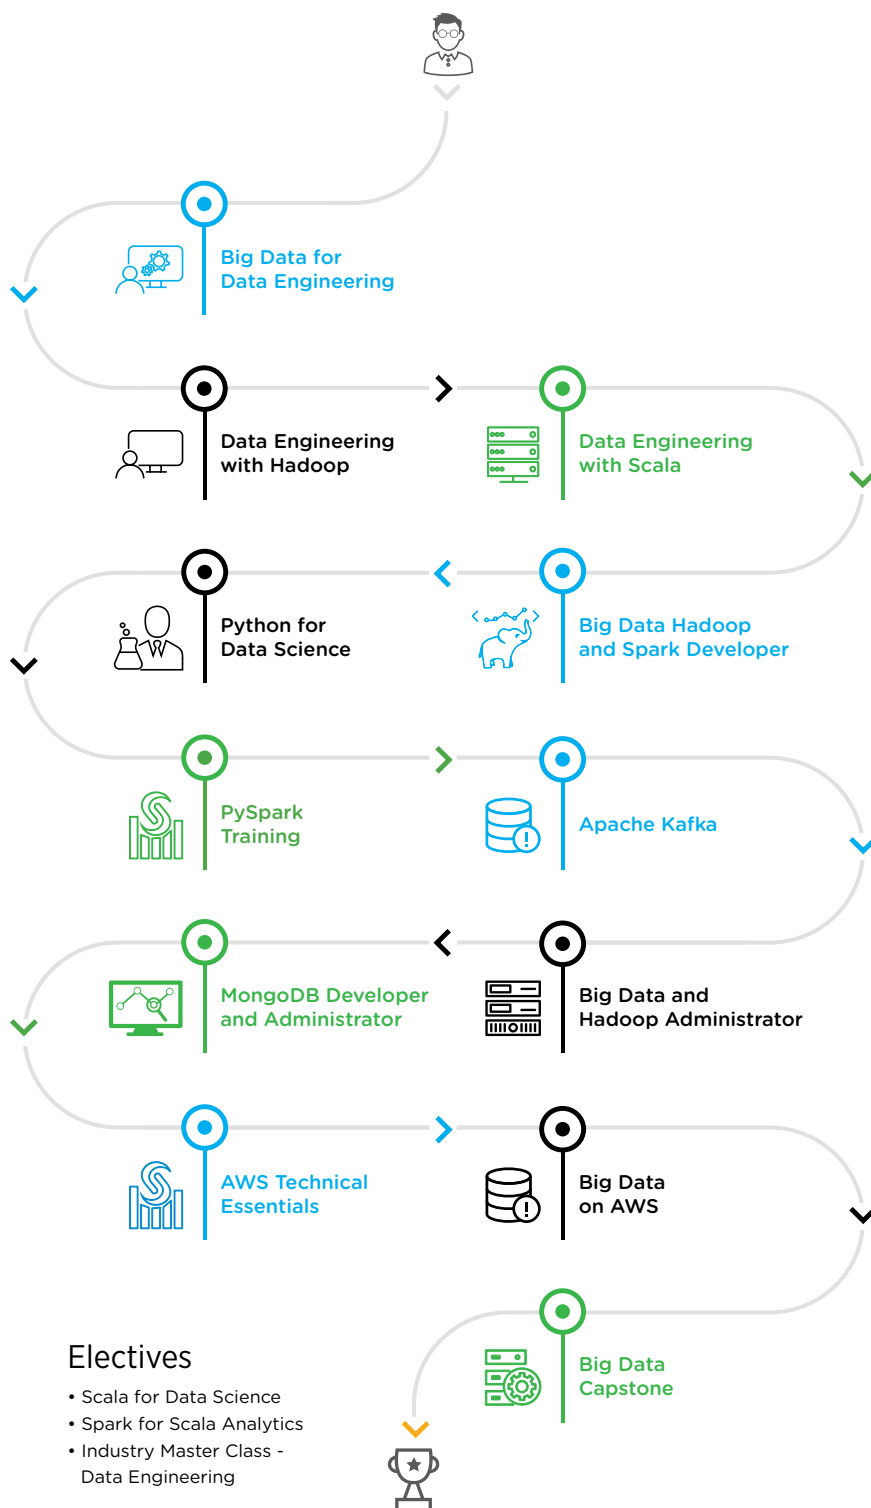 Big Data for
Data Engineering
Data Engineering
with Hadoop
Data Engineering
with Scala
Big Data Hadoop
and Spark Developer
Python for
Data Science
PySpark
Training
Apache Kafka
Big Data and
Hadoop Administrator
MongoDB Developer
and Administrator
AWS Technical
Essentials
Big Data
on AWS
Big Data
Capstone
Electives
• Scala for Data Science
• Spark for Scala Analytics
• Industry Master Class -
Data Engineering